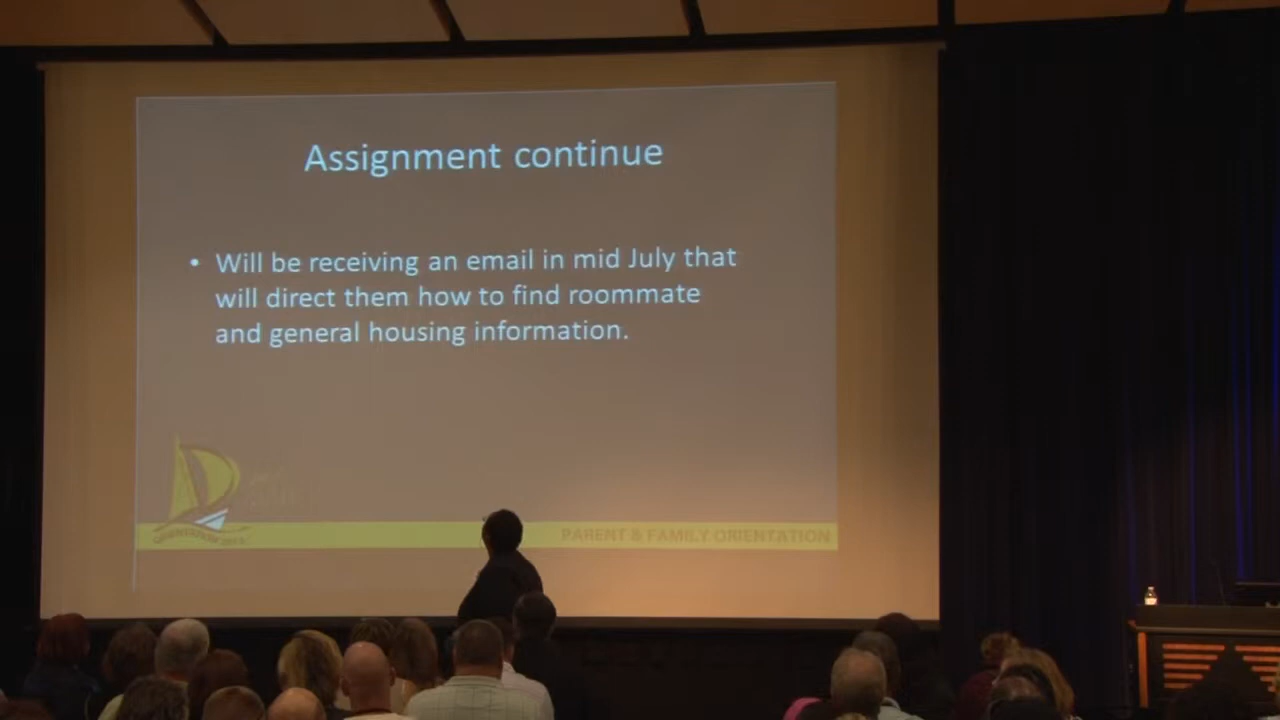 Assignment continue
• Will be receiving an email in mid July that
will direct them how to find roommate
and general housing information.
PARENT & FAMILY ORIENTATION